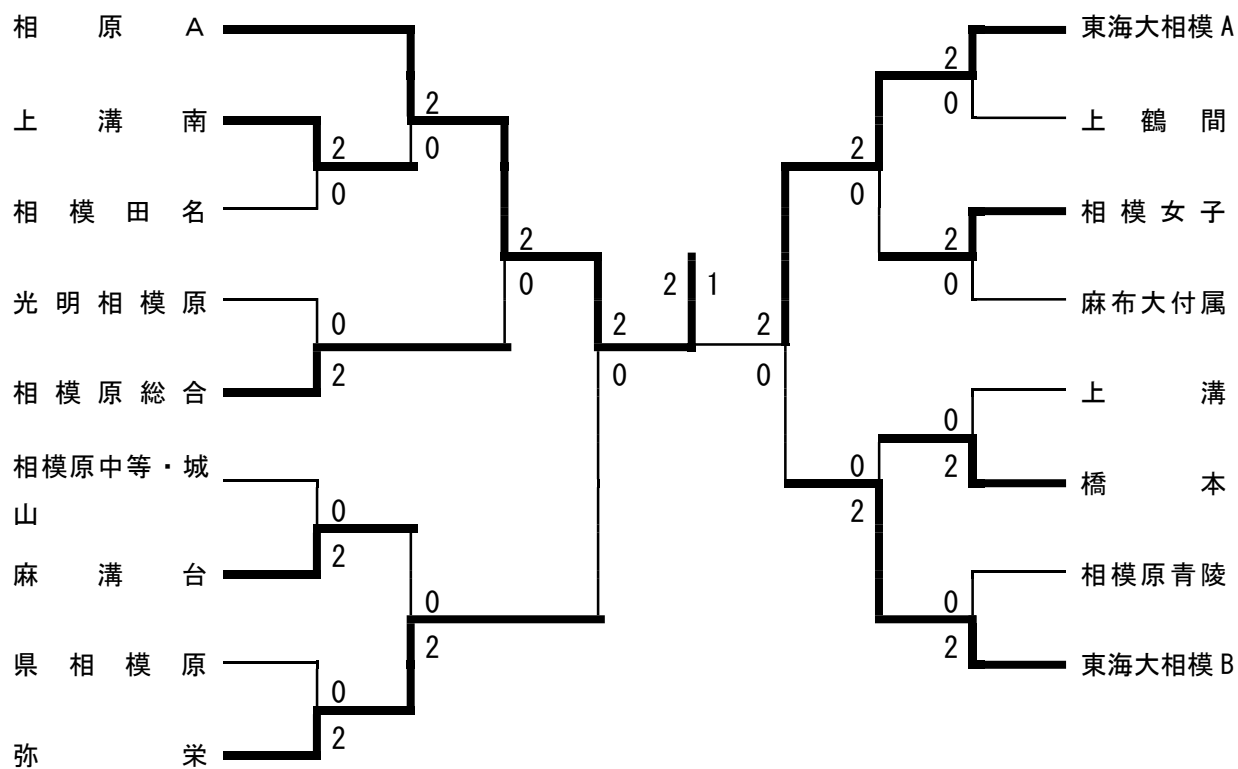 相原A
東海大相模A
2
0
上溝南
2
0
2
0
上鶴間
2
0
相模田名
相模女子
2
0
2
0
光明相模原
0
2
2
1
麻布大付属
2
0
2
0
相模原総合
上溝
0
2
相模原中等・城
山
0
2
0
2
橋本
麻溝台
相模原青陵
0
2
0
2
県相模原
東海大相模B
0
2
弥栄